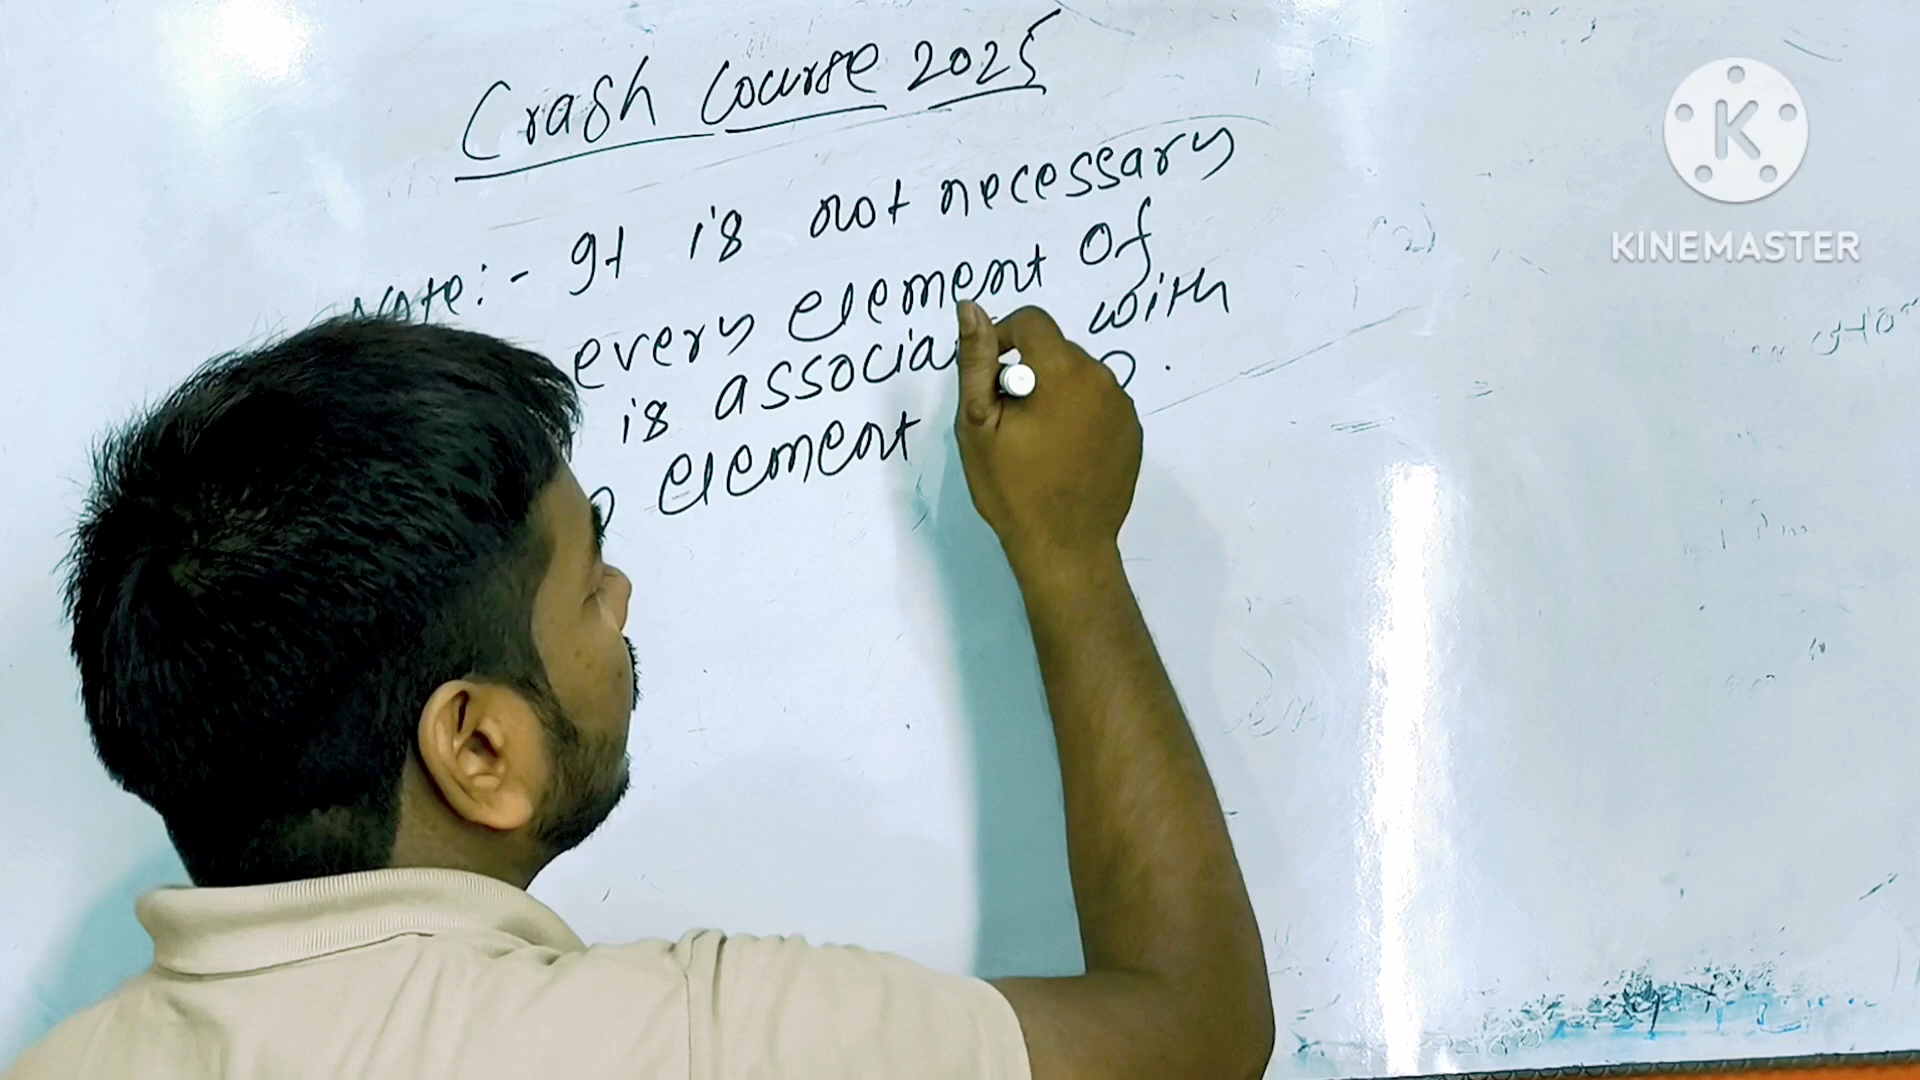 Crash Course 2025
Note:- It is not necessary
every element of
is associa with
element
K
KINEMASTER